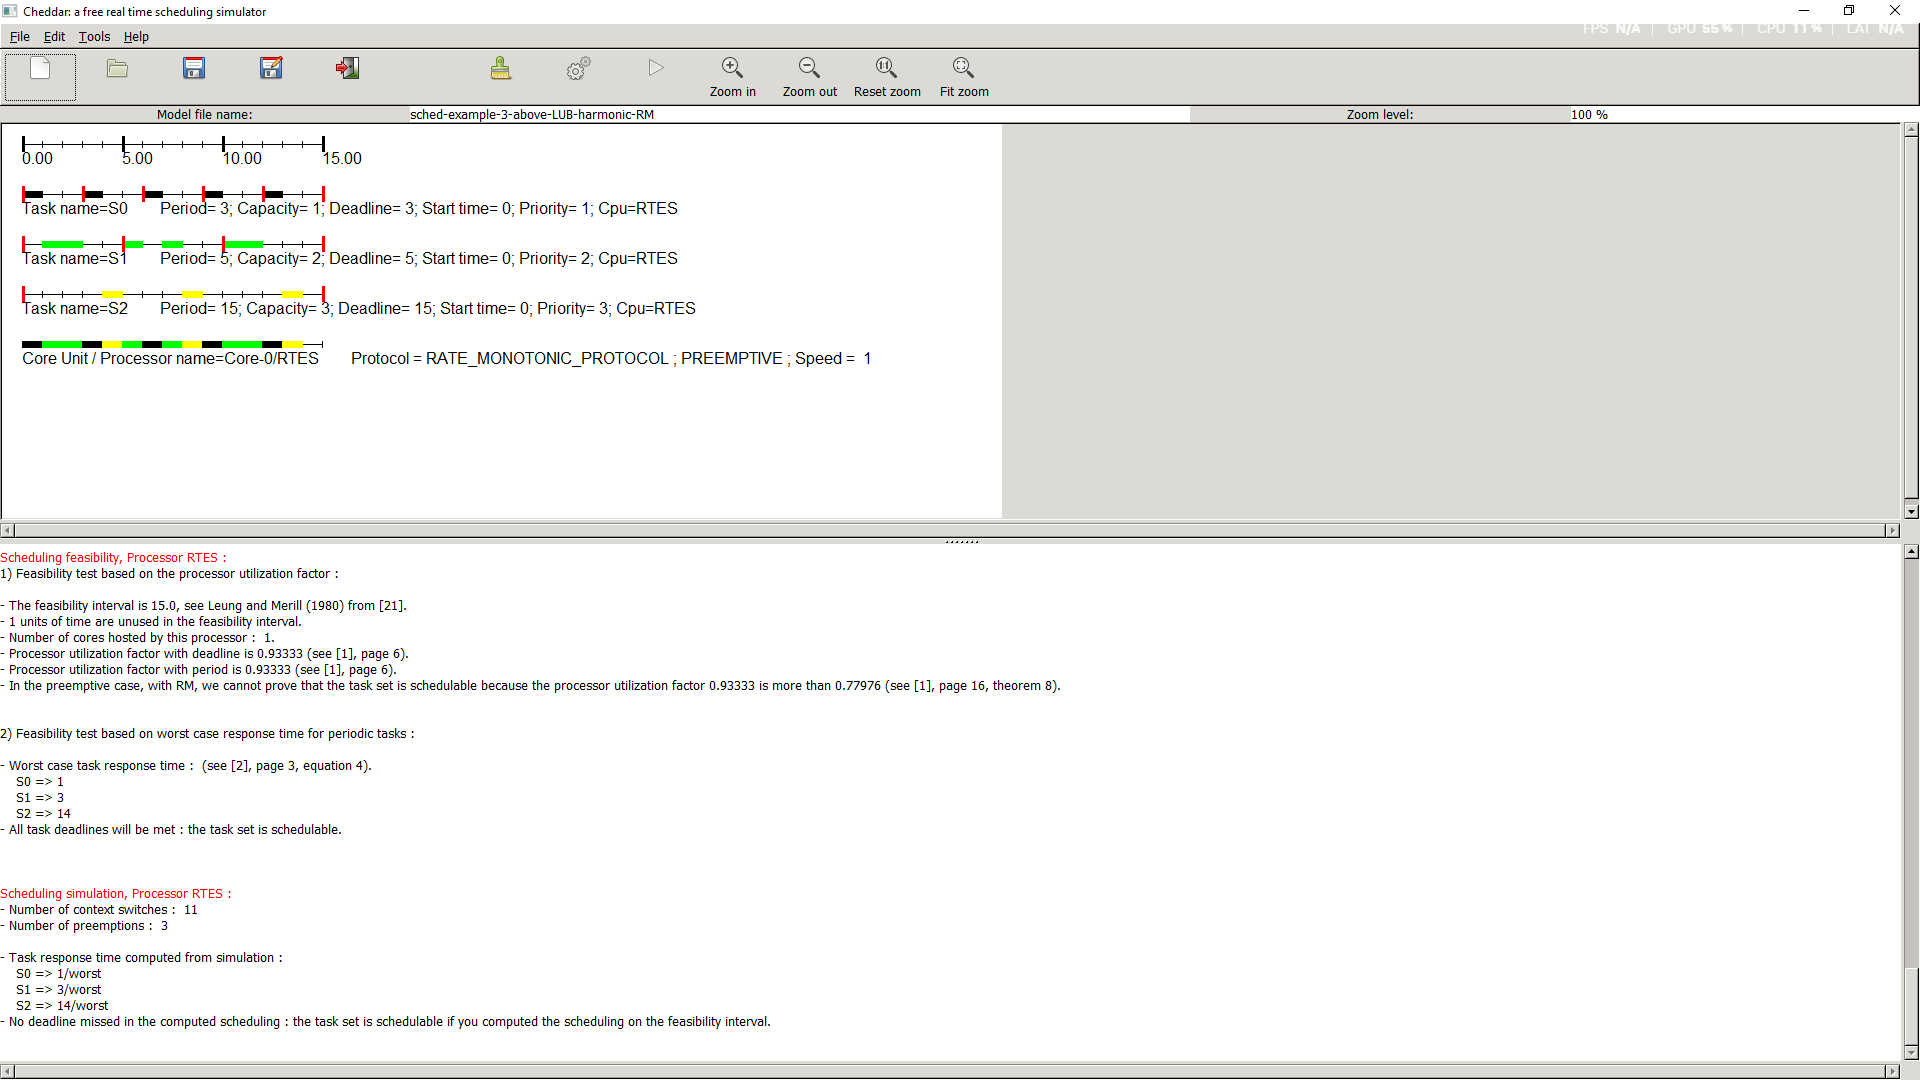 Cheddar: a free real time scheduling simulator
FPS N/A | GPU 55 % | CPU 11 % | LAT N/A
File Edit Tools Help
Zoom in Zoom out Reset zoom Fit zoom
Model file name: sched-example-3-above-LUB-harmonic-RM Zoom level: 100 %
0.00 5.00 10.00 15.00
Task name=S0 Period= 3; Capacity= 1; Deadline= 3; Start time= 0; Priority= 1; Cpu=RTES
Task name=S1 Period= 5; Capacity= 2; Deadline= 5; Start time= 0; Priority= 2; Cpu=RTES
Task name=S2 Period= 15; Capacity= 3; Deadline= 15; Start time= 0; Priority= 3; Cpu=RTES
Core Unit / Processor name=Core-0/RTES Protocol = RATE_MONOTONIC_PROTOCOL ; PREEMPTIVE ; Speed = 1
Scheduling feasibility, Processor RTES :
1) Feasibility test based on the processor utilization factor :
- The feasibility interval is 15.0, see Leung and Merill (1980) from [21].
- 1 units of time are unused in the feasibility interval.
- Number of cores hosted by this processor : 1.
- Processor utilization factor with deadline is 0.93333 (see [1], page 6).
- Processor utilization factor with period is 0.93333 (see [1], page 6).
- In the preemptive case, with RM, we cannot prove that the task set is schedulable because the processor utilization factor 0.93333 is more than 0.77976 (see [1], page 16, theorem 8).
2) Feasibility test based on worst case response time for periodic tasks :
- Worst case task response time : (see [2], page 3, equation 4).
S0 => 1
S1 => 3
S2 => 14
- All task deadlines will be met : the task set is schedulable.
Scheduling simulation, Processor RTES :
- Number of context switches : 11
- Number of preemptions : 3
- Task response time computed from simulation :
S0 => 1/worst
S1 => 3/worst
S2 => 14/worst
- No deadline missed in the computed scheduling : the task set is schedulable if you computed the scheduling on the feasibility interval.